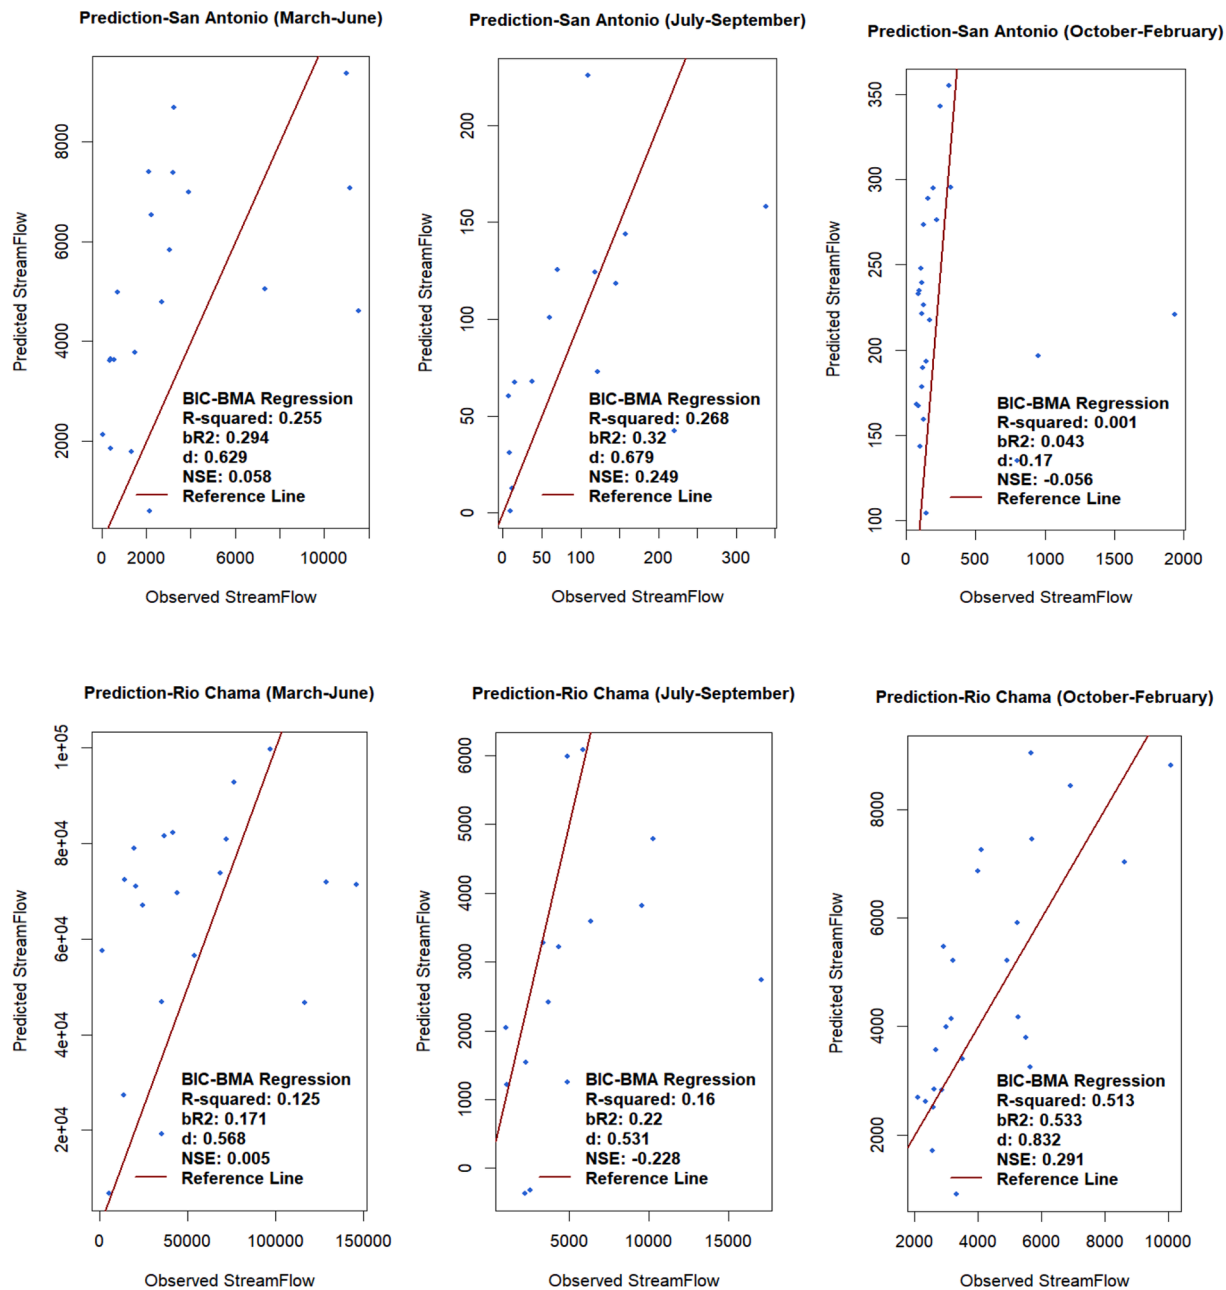 Prediction-San Antonio (March-June)
Predicted StreamFlow
8000
6000
4000
2000
BIC-BMA Regression
R-squared: 0.255
bR2: 0.294
d: 0.629
NSE: 0.058
Reference Line
0 2000 6000 10000
Observed StreamFlow
Prediction-San Antonio (July-September)
Predicted StreamFlow
200
150
100
50
0
BIC-BMA Regression
R-squared: 0.268
bR2: 0.32
d: 0.679
NSE: 0.249
Reference Line
0 50 100 200 300
Observed StreamFlow
Prediction-San Antonio (October-February)
Predicted StreamFlow
350
300
250
200
150
100
BIC-BMA Regression
R-squared: 0.001
bR2: 0.043
d: 0.17
NSE: -0.056
Reference Line
0 500 1000 1500 2000
Observed StreamFlow
Prediction-Rio Chama (March-June)
Predicted StreamFlow
1e+05
8e+04
6e+04
4e+04
2e+04
BIC-BMA Regression
R-squared: 0.125
bR2: 0.171
d: 0.568
NSE: 0.005
Reference Line
0 50000 100000 150000
Observed StreamFlow
Prediction-Rio Chama (July-September)
Predicted StreamFlow
6000
5000
4000
3000
2000
1000
0
BIC-BMA Regression
R-squared: 0.16
bR2: 0.22
d: 0.531
NSE: -0.228
Reference Line
5000 10000 15000
Observed StreamFlow
Prediction-Rio Chama (October-February)
Predicted StreamFlow
8000
6000
4000
2000
BIC-BMA Regression
R-squared: 0.513
bR2: 0.533
d: 0.832
NSE: 0.291
Reference Line
2000 4000 6000 8000 10000
Observed StreamFlow